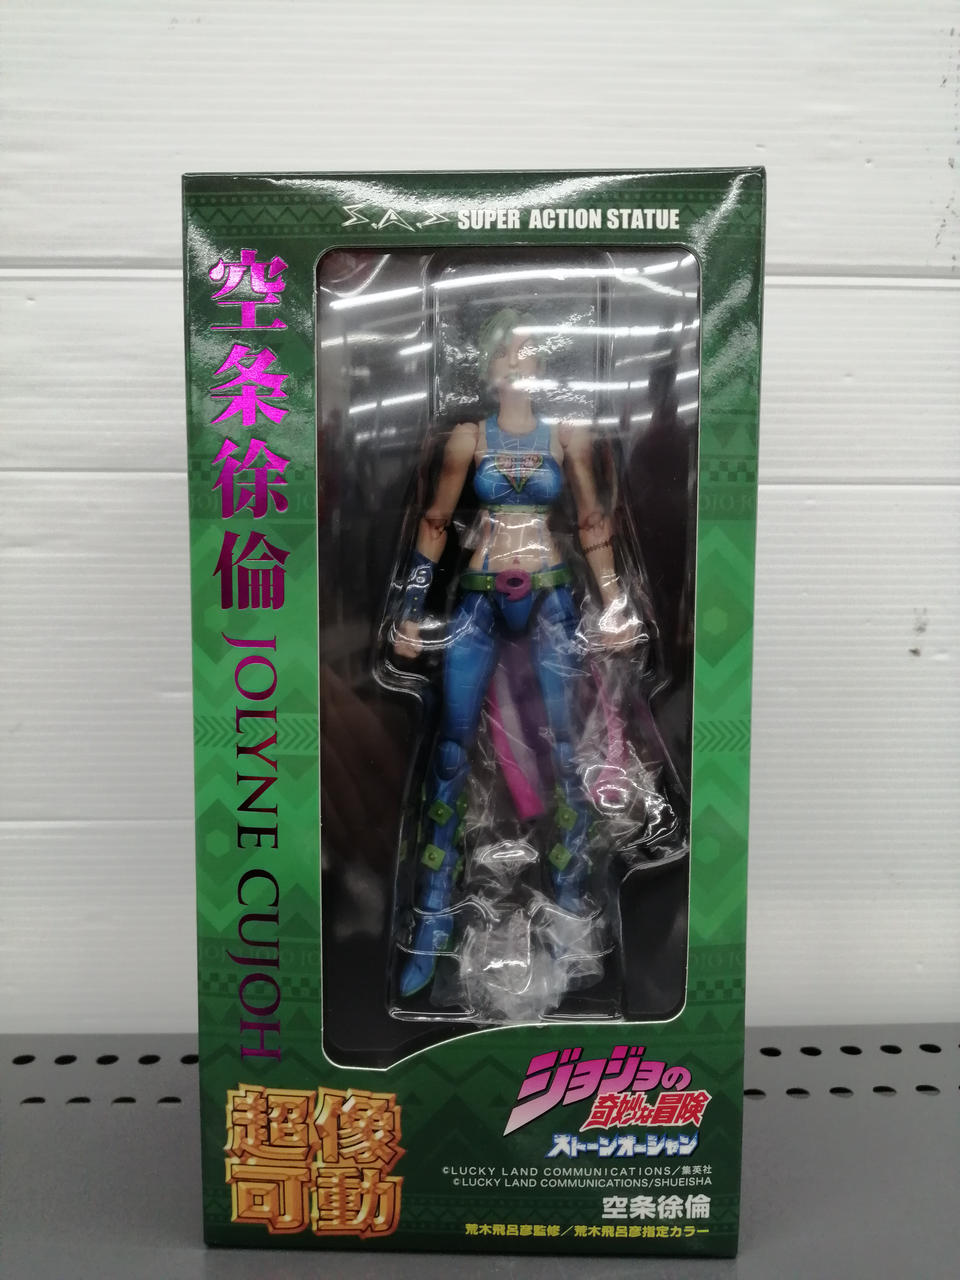 S.A.S SUPER ACTION STATUE
空条徐倫 JOLYNE CUJOH
超像
可動
ジョジョの
奇妙な冒険
ストーンオーシャン
©LUCKY LAND COMMUNICATIONS/集英社
©LUCKY LAND COMMUNICATIONS/SHUEISHA
空条徐倫
荒木飛呂彦監修/荒木飛呂彦指定カラー